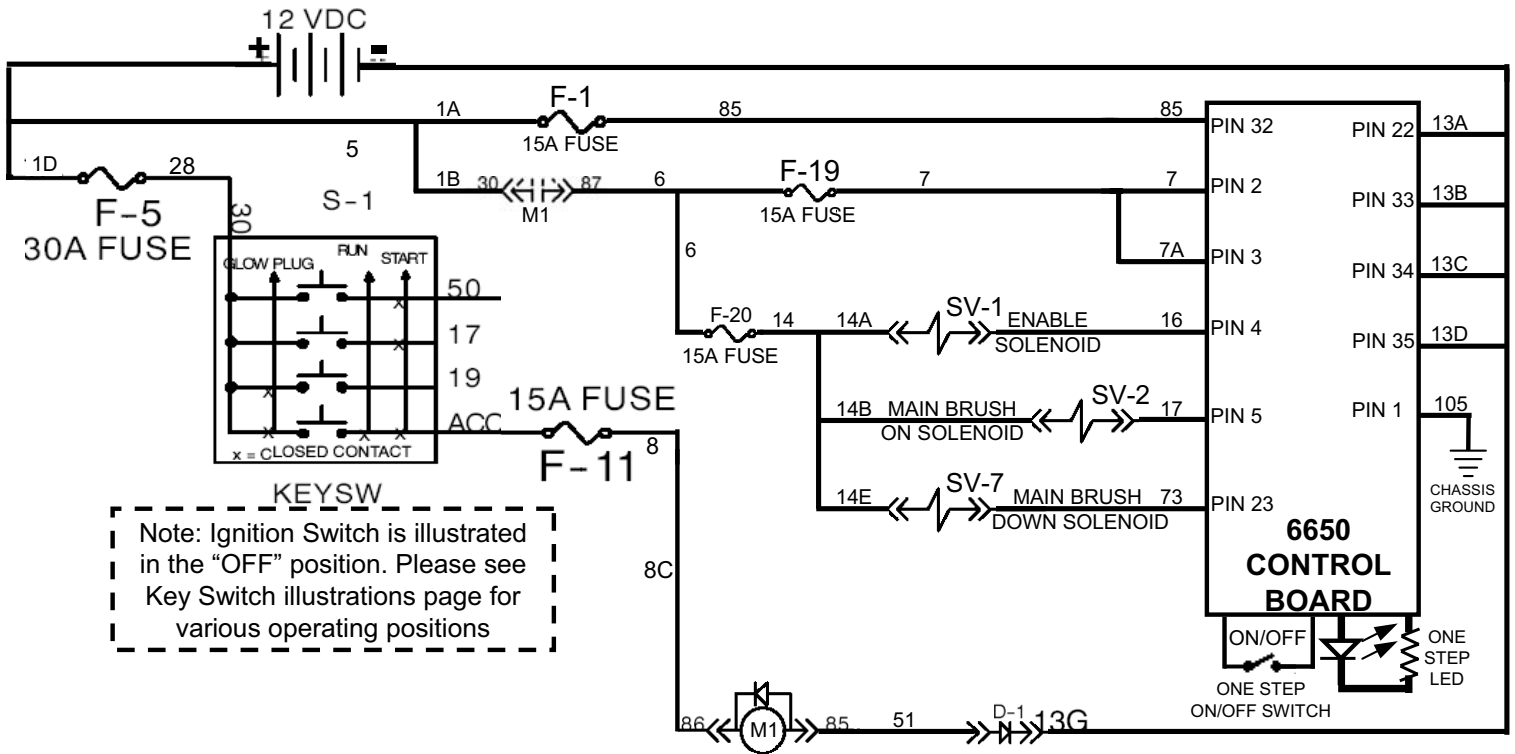 12 VDC
+
1A
F-1
15A FUSE
85
85
PIN 32
PIN 22
13A
1D
28
F-5
30A FUSE
5
S-1
1B
30
87
M1
6
F-19
15A FUSE
7
7
PIN 2
PIN 33
13B
6
7A
PIN 3
PIN 34
13C
30
GLOW PLUG
RUN
START
50
17
19
ACC
x
x
x
x
x
x
x = CLOSED CONTACT
KEYSW
F-20
15A FUSE
14
14A
SV-1
ENABLE
SOLENOID
16
PIN 4
PIN 35
13D
14B
MAIN BRUSH
ON SOLENOID
SV-2
17
PIN 5
PIN 1
105
CHASSIS
GROUND
15A FUSE
F-11
8
14E
SV-7
MAIN BRUSH
DOWN SOLENOID
73
PIN 23
6650
CONTROL
BOARD
Note: Ignition Switch is illustrated
in the “OFF” position. Please see
Key Switch illustrations page for
various operating positions
8C
ON/OFF
ONE STEP
ON/OFF SWITCH
ONE
STEP
LED
86
M1
85
51
D-1
13G